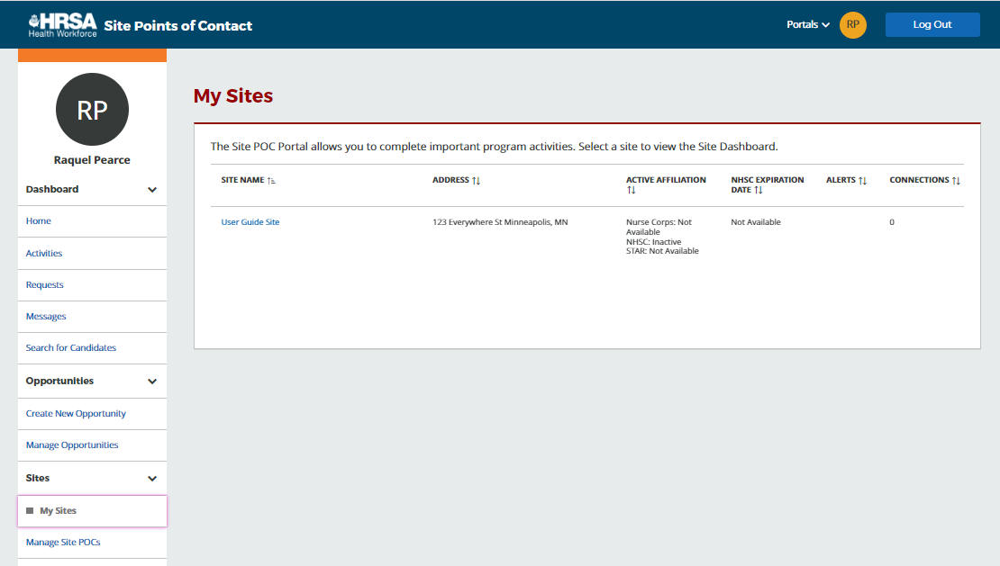 HRSA
Health Workforce
Site Points of Contact
Portals
RP
Log Out
RP
Raquel Pearce
Dashboard
Home
Activities
Requests
Messages
Search for Candidates
Opportunities
Create New Opportunity
Manage Opportunities
Sites
My Sites
Manage Site POCs
My Sites
The Site POC Portal allows you to complete important program activities. Select a site to view the Site Dashboard.
SITE NAME
ADDRESS
ACTIVE AFFILIATION
NHSC EXPIRATION
DATE
ALERTS
CONNECTIONS
User Guide Site
123 Everywhere St Minneapolis, MN
Nurse Corps: Not
Available
NHSC: Inactive
STAR: Not Available
Not Available
0